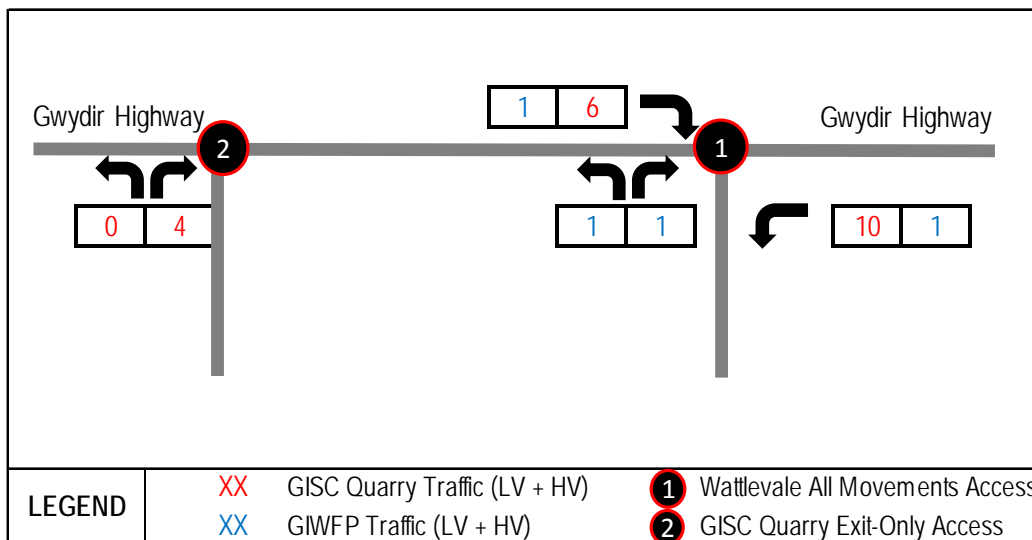 1 6
Gwydir Highway
Gwydir Highway
2
1
0 4
1 1
10 1
LEGEND
XX GISC Quarry Traffic (LV + HV)
1 Wattlevale All Movements Access
XX GIWFP Traffic (LV + HV)
2 GISC Quarry Exit-Only Access